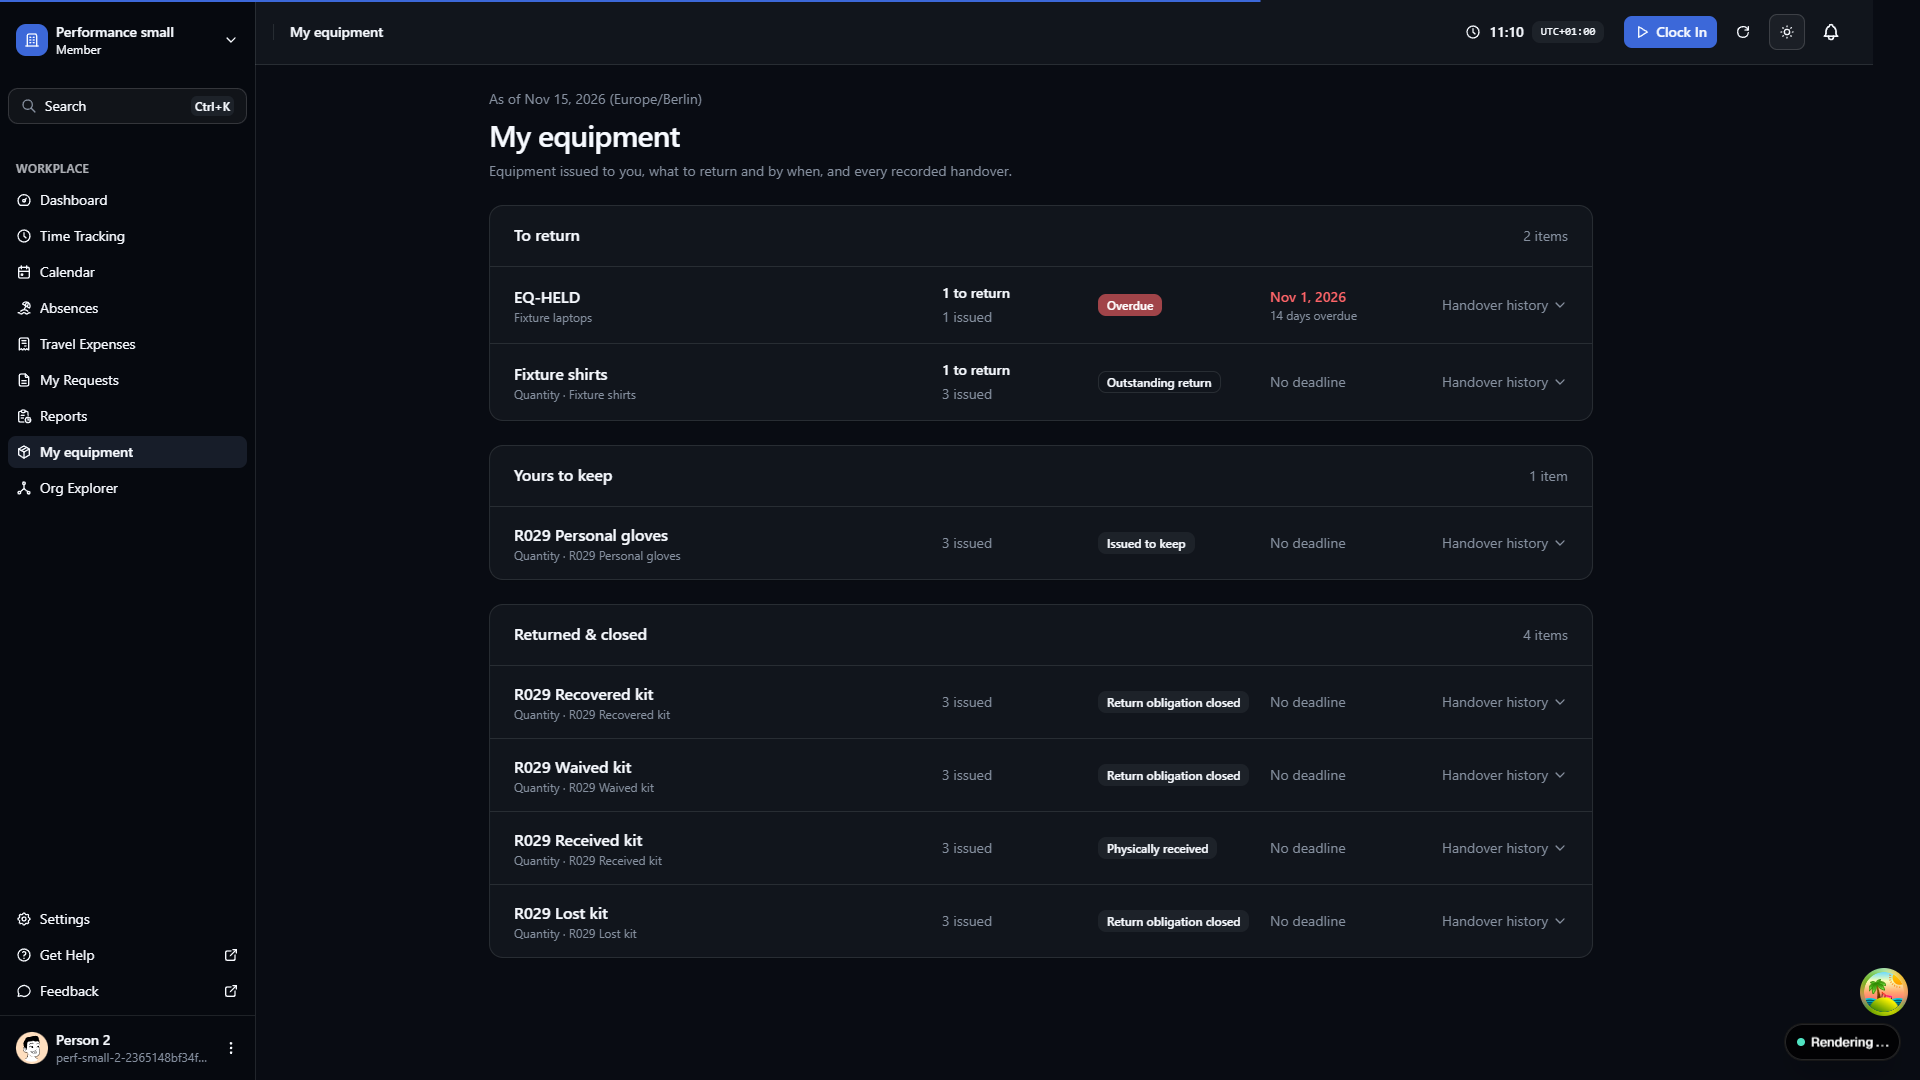 Performance small
Member
My equipment
11:10
UTC+01:00
Clock In
Search
Ctrl+K
WORKPLACE
Dashboard
Time Tracking
Calendar
Absences
Travel Expenses
My Requests
Reports
My equipment
Org Explorer
Settings
Get Help
Feedback
Person 2
perf-small-2-2365148bf34f...
As of Nov 15, 2026 (Europe/Berlin)
My equipment
Equipment issued to you, what to return and by when, and every recorded handover.
To return
2 items
EQ-HELD
Fixture laptops
1 to return
1 issued
Overdue
Nov 1, 2026
14 days overdue
Handover history
Fixture shirts
Quantity · Fixture shirts
1 to return
3 issued
Outstanding return
No deadline
Handover history
Yours to keep
1 item
R029 Personal gloves
Quantity · R029 Personal gloves
3 issued
Issued to keep
No deadline
Handover history
Returned & closed
4 items
R029 Recovered kit
Quantity · R029 Recovered kit
3 issued
Return obligation closed
No deadline
Handover history
R029 Waived kit
Quantity · R029 Waived kit
3 issued
Return obligation closed
No deadline
Handover history
R029 Received kit
Quantity · R029 Received kit
3 issued
Physically received
No deadline
Handover history
R029 Lost kit
Quantity · R029 Lost kit
3 issued
Return obligation closed
No deadline
Handover history
Rendering ...